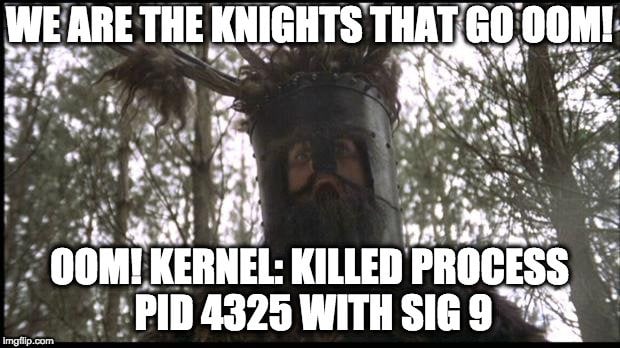 WE ARE THE KNIGHTS THAT GO OOM!
OOM! KERNEL: KILLED PROCESS
PID 4325 WITH SIG 9
imgflip.com